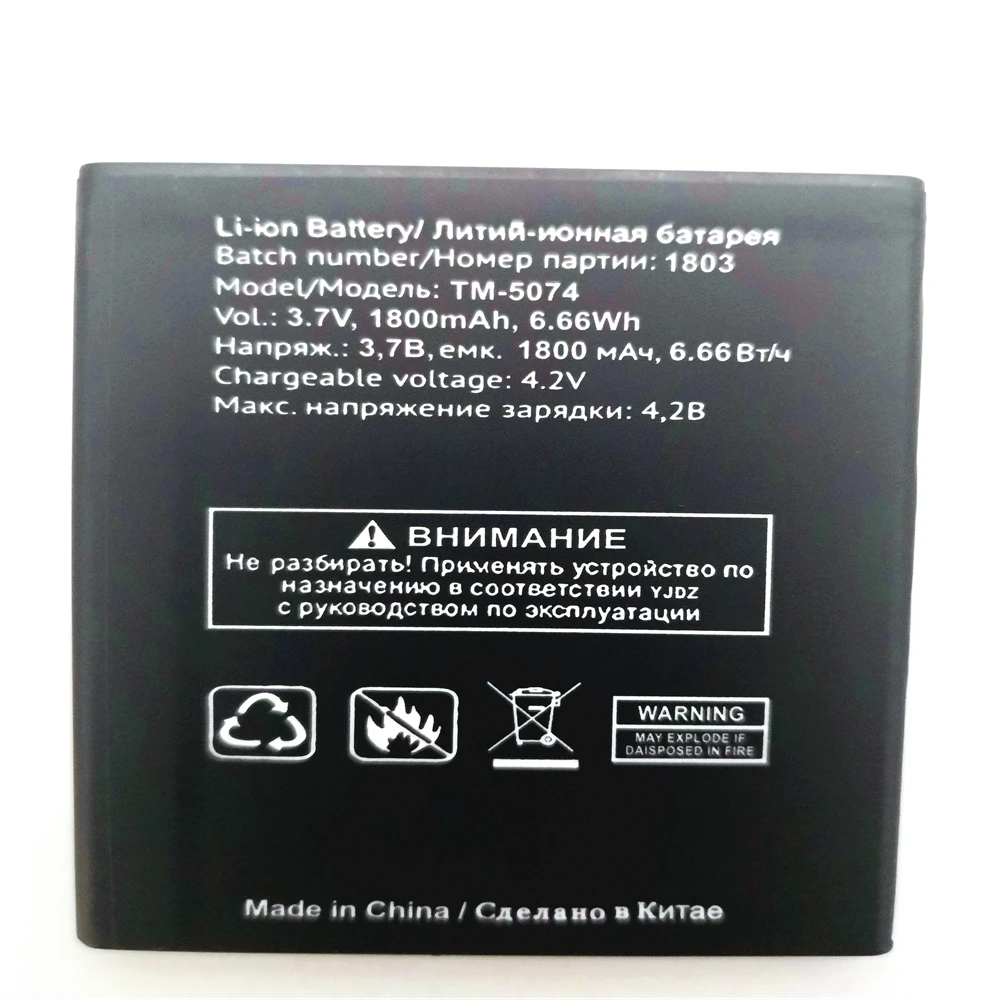 Li-ion Battery/ Литий-ионная батарея
Batch number/Номер партии: 1803
Model/Модель: TM-5074
Vol.: 3.7V, 1800mAh, 6.66Wh
Напряж.: 3,7В, емк. 1800 мАч, 6.66Вт/ч
Chargeable voltage: 4.2V
Макс. напряжение зарядки: 4,2В
ВНИМАНИЕ
Не разбирать! Применять устройство по
назначению в соответствии YJDZ
с руководством по эксплуатации
WARNING
MAY EXPLODE IF
DAISPOSED IN FIRE
Made in China / Сделано в Китае